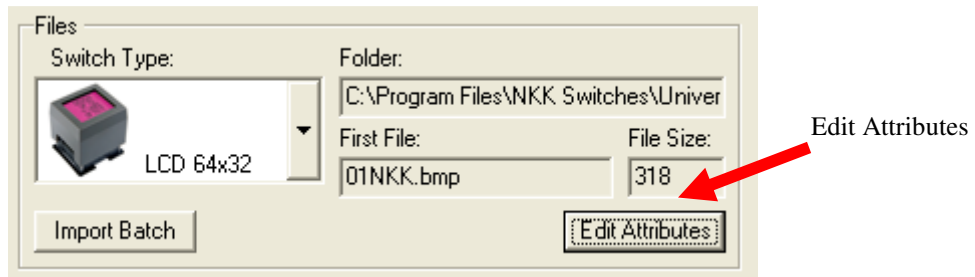 Files
Switch Type:
Folder:
C:\Program Files\NKK Switches\Univer
LCD 64x32
First File:
File Size:
01NKK.bmp
318
Import Batch
Edit Attributes
Edit Attributes